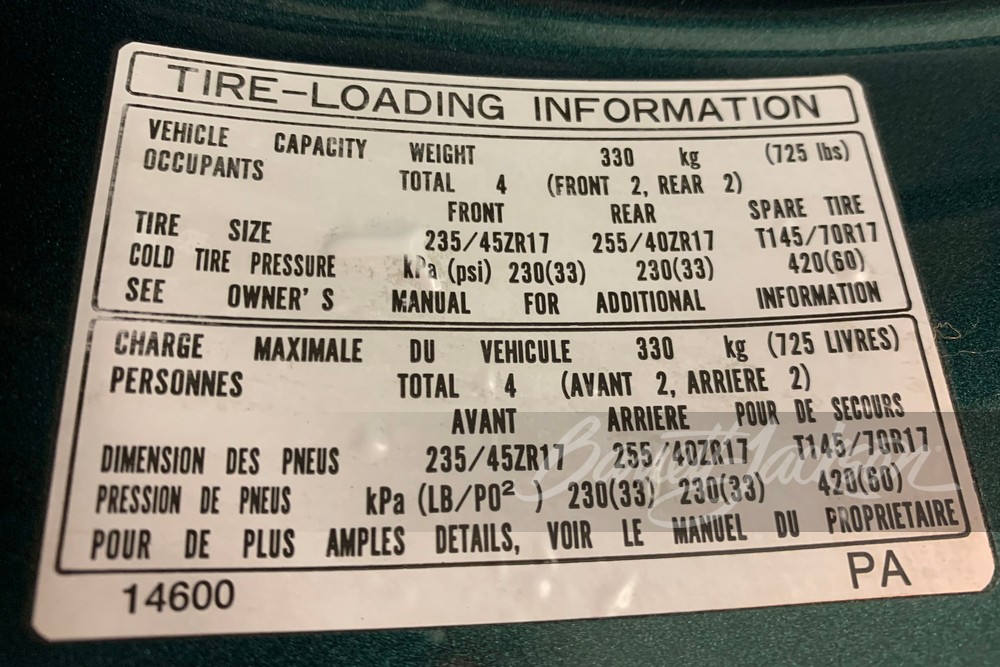 TIRE-LOADING INFORMATION
VEHICLE CAPACITY WEIGHT 330 kg (725 lbs)
OCCUPANTS TOTAL 4 (FRONT 2, REAR 2)
FRONT REAR SPARE TIRE
TIRE SIZE 235/45ZR17 255/40ZR17 T145/70R17
COLD TIRE PRESSURE kPa (psi) 230(33) 230(33) 420(60)
SEE OWNER'S MANUAL FOR ADDITIONAL INFORMATION
CHARGE MAXIMALE DU VEHICULE 330 kg (725 LIVRES)
PERSONNES TOTAL 4 (AVANT 2, ARRIERE 2)
AVANT ARRIERE POUR DE SECOURS
DIMENSION DES PNEUS 235/45ZR17 255/40ZR17 T145/70R17
PRESSION DE PNEUS kPa (LB/PO² ) 230(33) 230(33) 420(60)
POUR DE PLUS AMPLES DETAILS, VOIR LE MANUEL DU PROPRIETAIRE
14600 PA
Barrett-Jackson